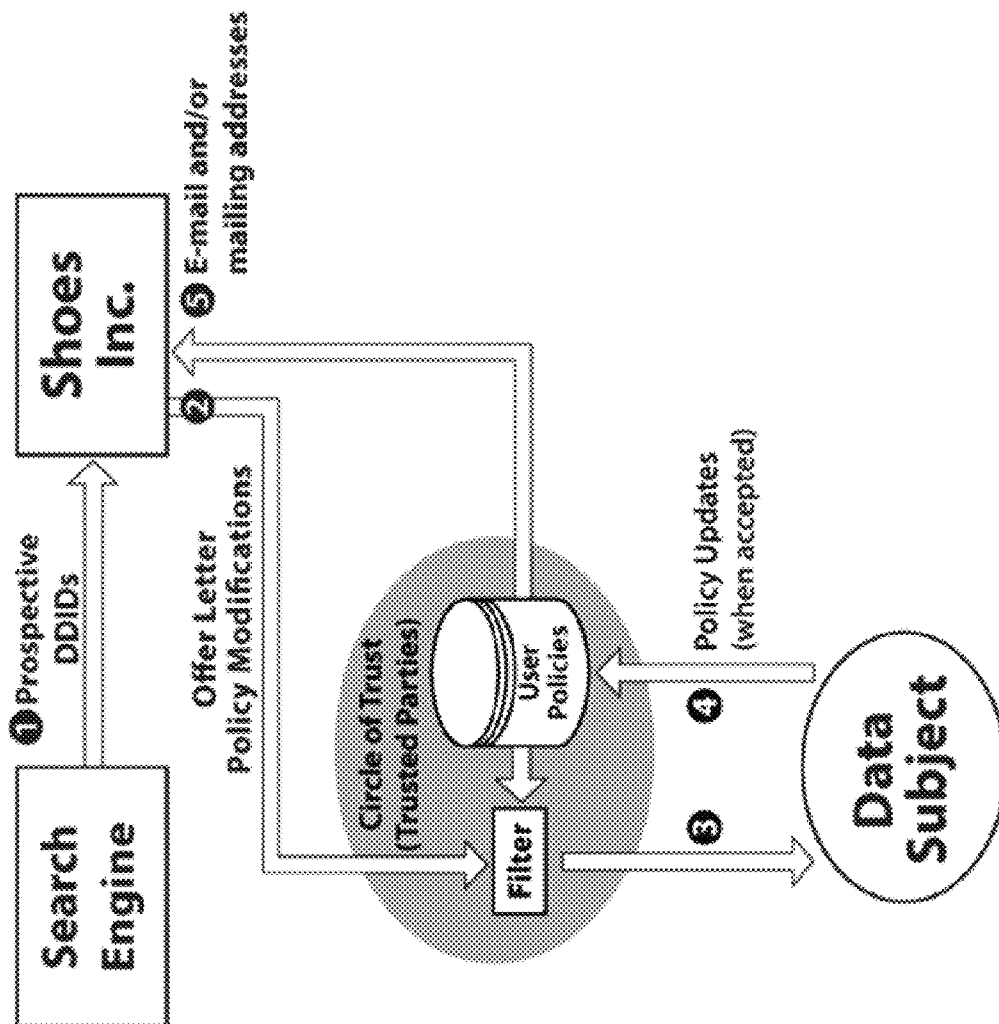 Search
Engine
❶ Prospective
DDIDs
Shoes
Inc.
❷
Offer Letter
Policy Modifications
❺ E-mail and/or
mailing addresses
Circle of Trust
(Trusted Parties)
Filter
User
Policies
❸
❹
Policy Updates
(when accepted)
Data
Subject